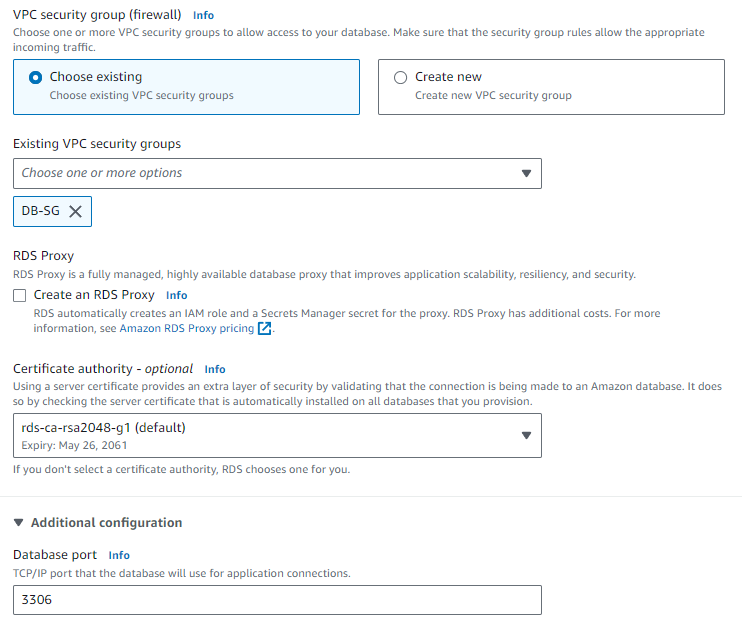 VPC security group (firewall) Info
Choose one or more VPC security groups to allow access to your database. Make sure that the security group rules allow the appropriate
incoming traffic.
Choose existing
Choose existing VPC security groups
Create new
Create new VPC security group
Existing VPC security groups
Choose one or more options
DB-SG
RDS Proxy
RDS Proxy is a fully managed, highly available database proxy that improves application scalability, resiliency, and security.
Create an RDS Proxy Info
RDS automatically creates an IAM role and a Secrets Manager secret for the proxy. RDS Proxy has additional costs. For more
information, see Amazon RDS Proxy pricing.
Certificate authority - optional Info
Using a server certificate provides an extra layer of security by validating that the connection is being made to an Amazon database. It does
so by checking the server certificate that is automatically installed on all databases that you provision.
rds-ca-rsa2048-g1 (default)
Expiry: May 26, 2061
If you don't select a certificate authority, RDS chooses one for you.
Additional configuration
Database port Info
TCP/IP port that the database will use for application connections.
3306